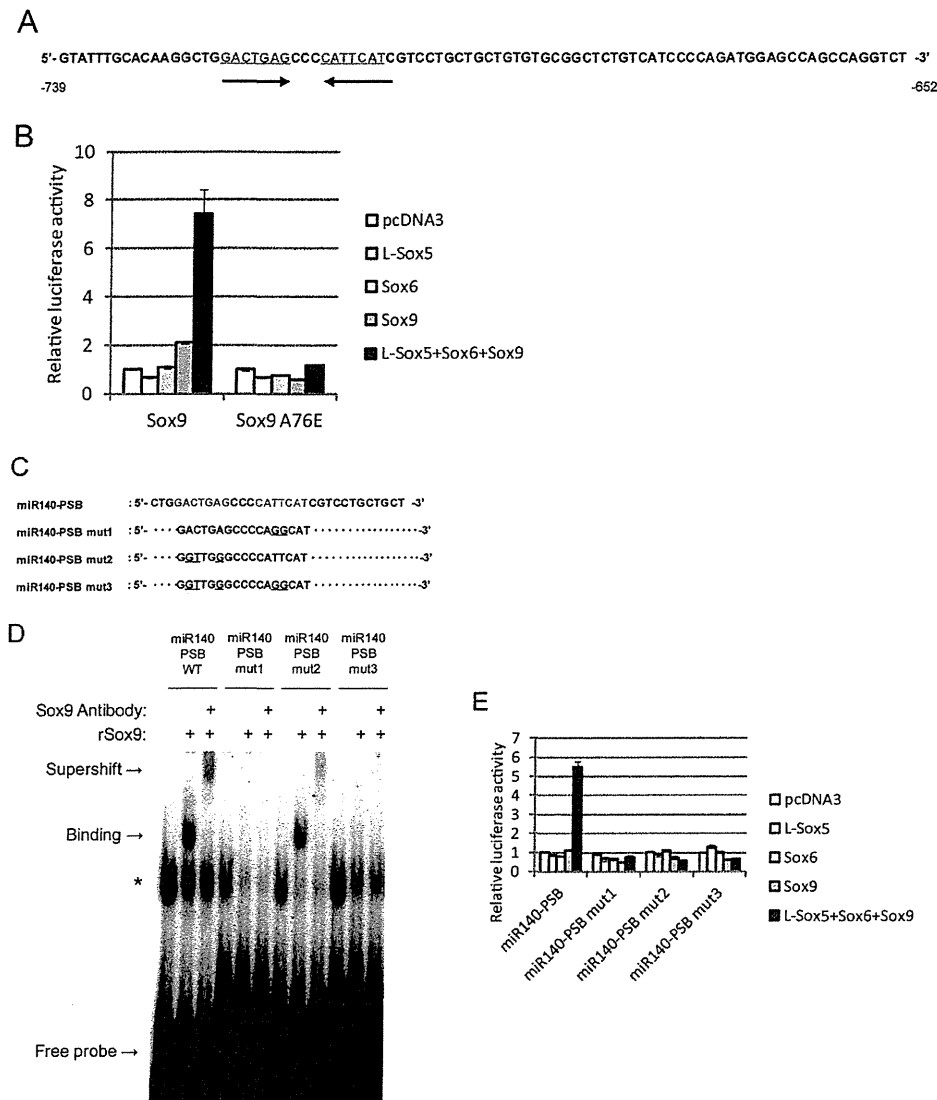 A
5'- GTATTTGCACAAGGCTGGACTGAGCCCCATTCATCGTCCTGCTGCTGTGTGCGGCTCTGTCATCCCCAGATGGAGCCAGCCAGGTCT -3'
-739 -652
B
Relative luciferase activity
10
8
6
4
2
0
Sox9 Sox9 A76E
pcDNA3
L-Sox5
Sox6
Sox9
L-Sox5+Sox6+Sox9
C
miR140-PSB : 5'- CTGGACTGAGCCCCATTCATCGTCCTGCTGCT -3'
miR140-PSB mut1 : 5'- ····GACTGAGCCCCAGGCAT·················-3'
miR140-PSB mut2 : 5'- ····GGTTGGGCCCCATTCAT·················-3'
miR140-PSB mut3 : 5'- ····GGTTGGGCCCCAGGCAT·················-3'
D
miR140 PSB WT
miR140 PSB mut1
miR140 PSB mut2
miR140 PSB mut3
Sox9 Antibody: + + + +
rSox9: + + + + + + + +
Supershift →
Binding →
*
Free probe →
E
Relative luciferase activity
7
6
5
4
3
2
1
0
miR140-PSB
miR140-PSB mut1
miR140-PSB mut2
miR140-PSB mut3
pcDNA3
L-Sox5
Sox6
Sox9
L-Sox5+Sox6+Sox9